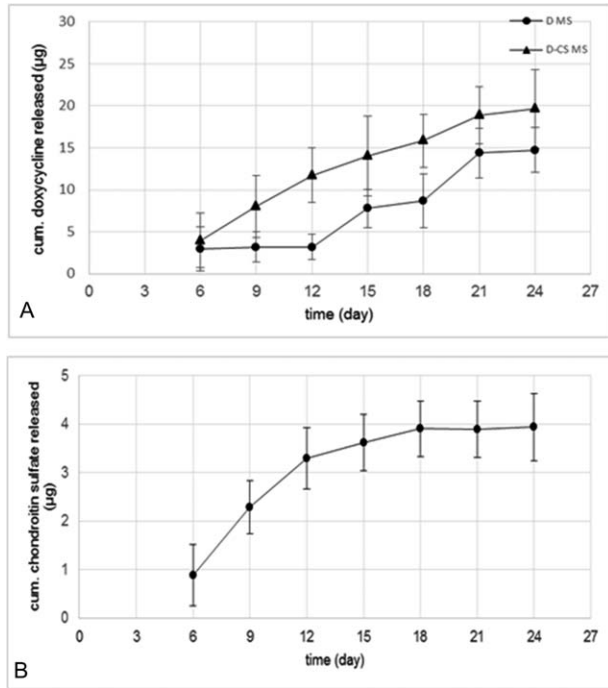 D MS
D-CS MS
cum. doxycycline released (µg)
30
25
20
15
10
5
0
0 3 6 9 12 15 18 21 24 27
time (day)
A
cum. chondroitin sulfate released
(µg)
5
4
3
2
1
0
0 3 6 9 12 15 18 21 24 27
time (day)
B